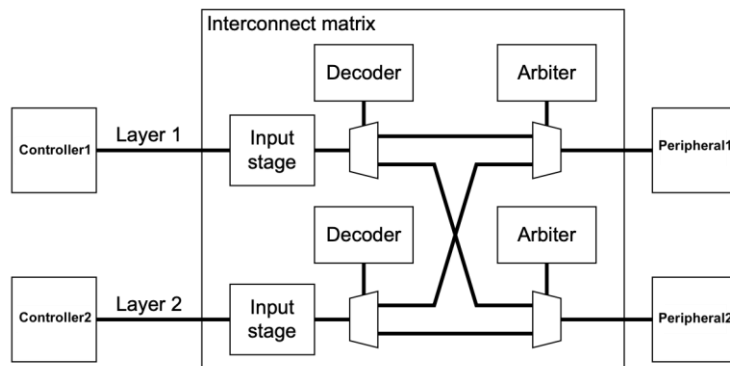 Interconnect matrix
Decoder
Arbiter
Controller1
Layer 1
Input
stage
Peripheral1
Decoder
Arbiter
Controller2
Layer 2
Input
stage
Peripheral2